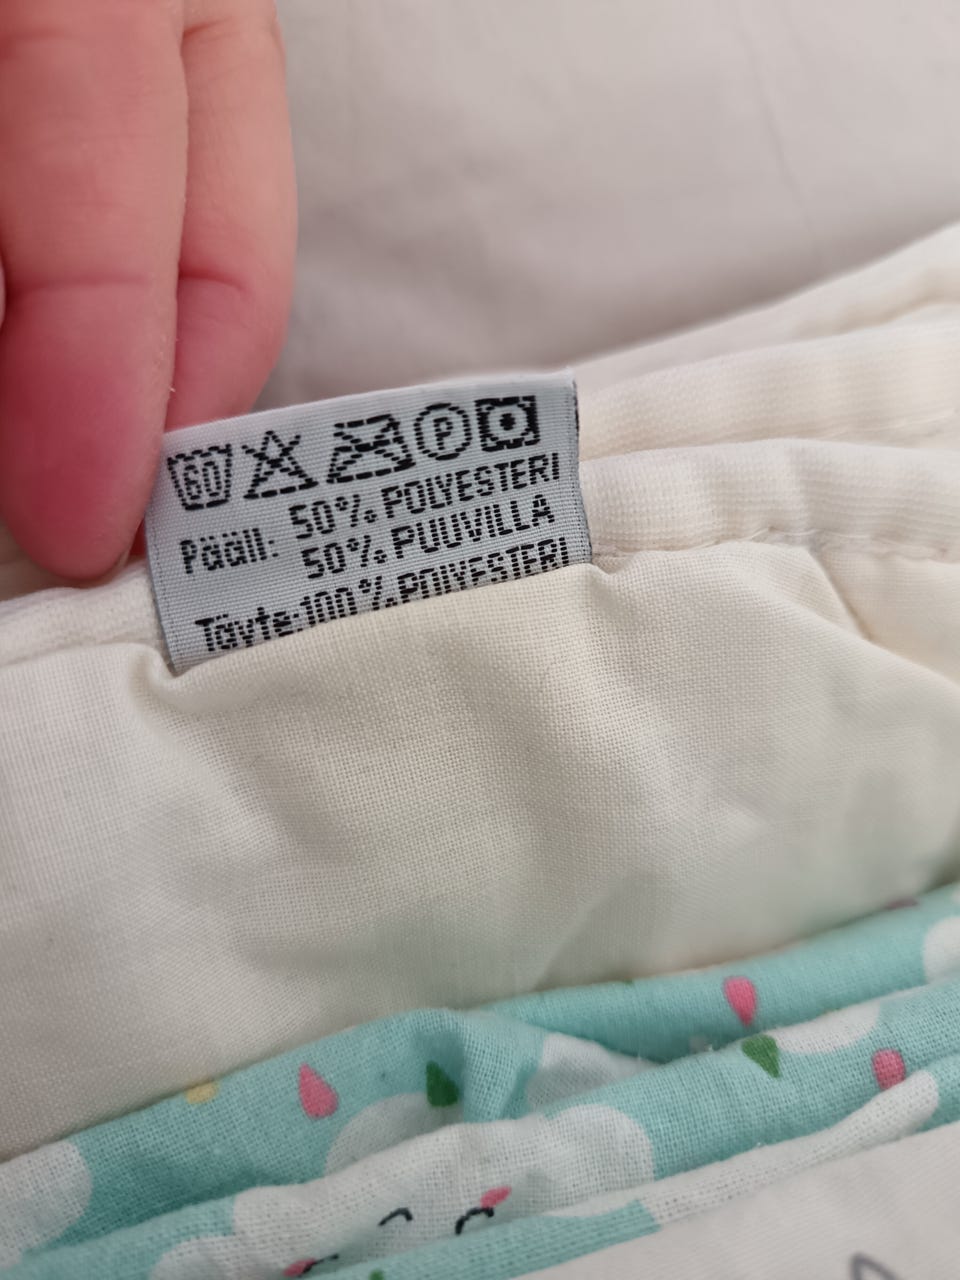 60 P
Pääll: 50% POLYESTERI
50% PUUVILLA
Täyte: 100% POLYESTERI